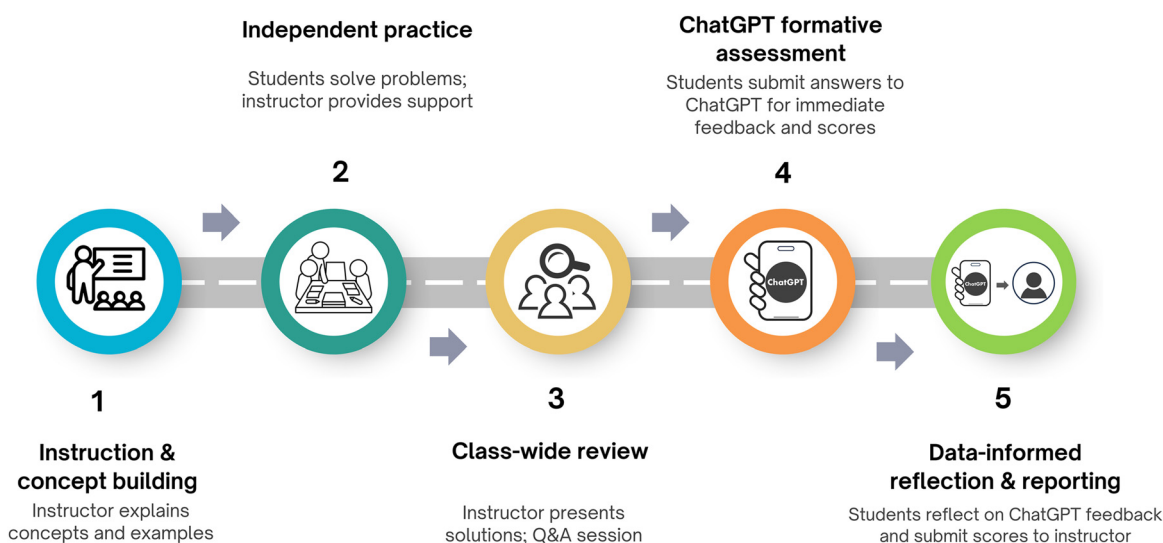 1
Instruction &
concept building
Instructor explains
concepts and examples
Independent practice
Students solve problems;
instructor provides support
2
3
Class-wide review
Instructor presents
solutions; Q&A session
ChatGPT formative
assessment
Students submit answers to
ChatGPT for immediate
feedback and scores
4
ChatGPT
ChatGPT
5
Data-informed
reflection & reporting
Students reflect on ChatGPT feedback
and submit scores to instructor